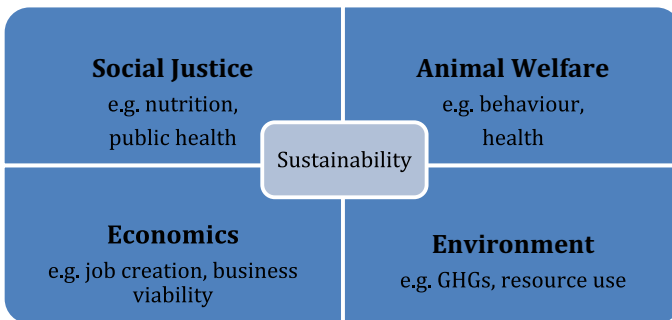 Social Justice
e.g. nutrition,
public health
Animal Welfare
e.g. behaviour,
health
Sustainability
Economics
e.g. job creation, business
viability
Environment
e.g. GHGs, resource use